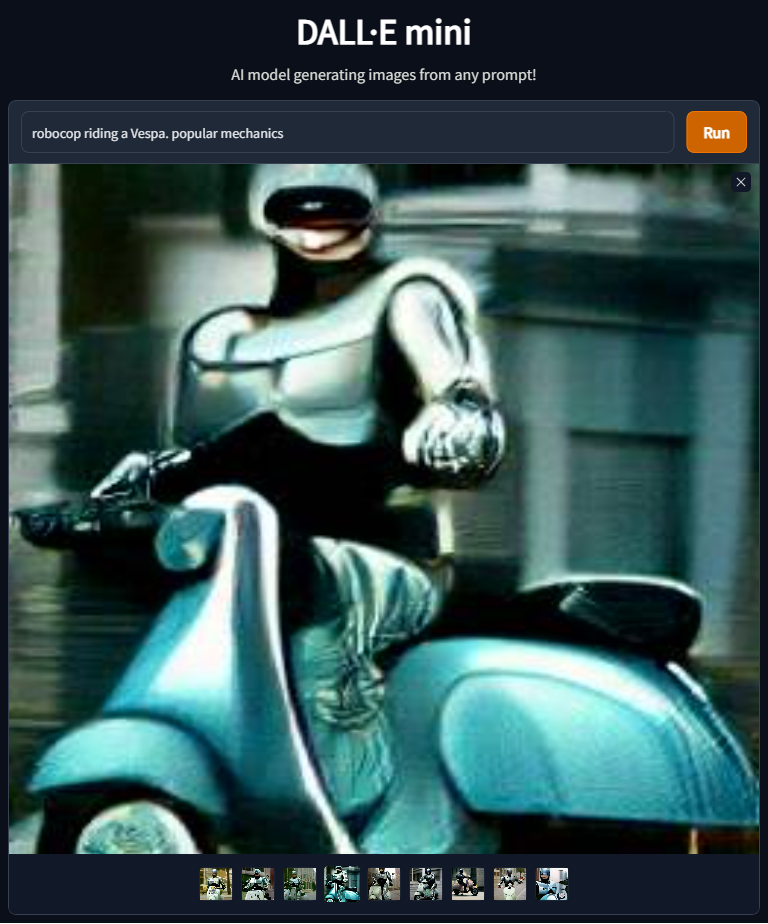 DALL·E mini
AI model generating images from any prompt!
robocop riding a Vespa. popular mechanics
Run